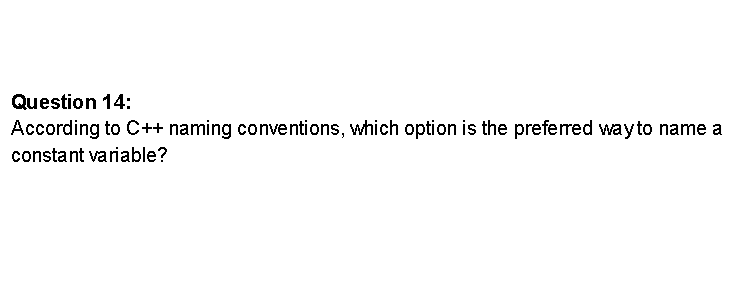 Question 14:
According to C++ naming conventions, which option is the preferred way to name a
constant variable?